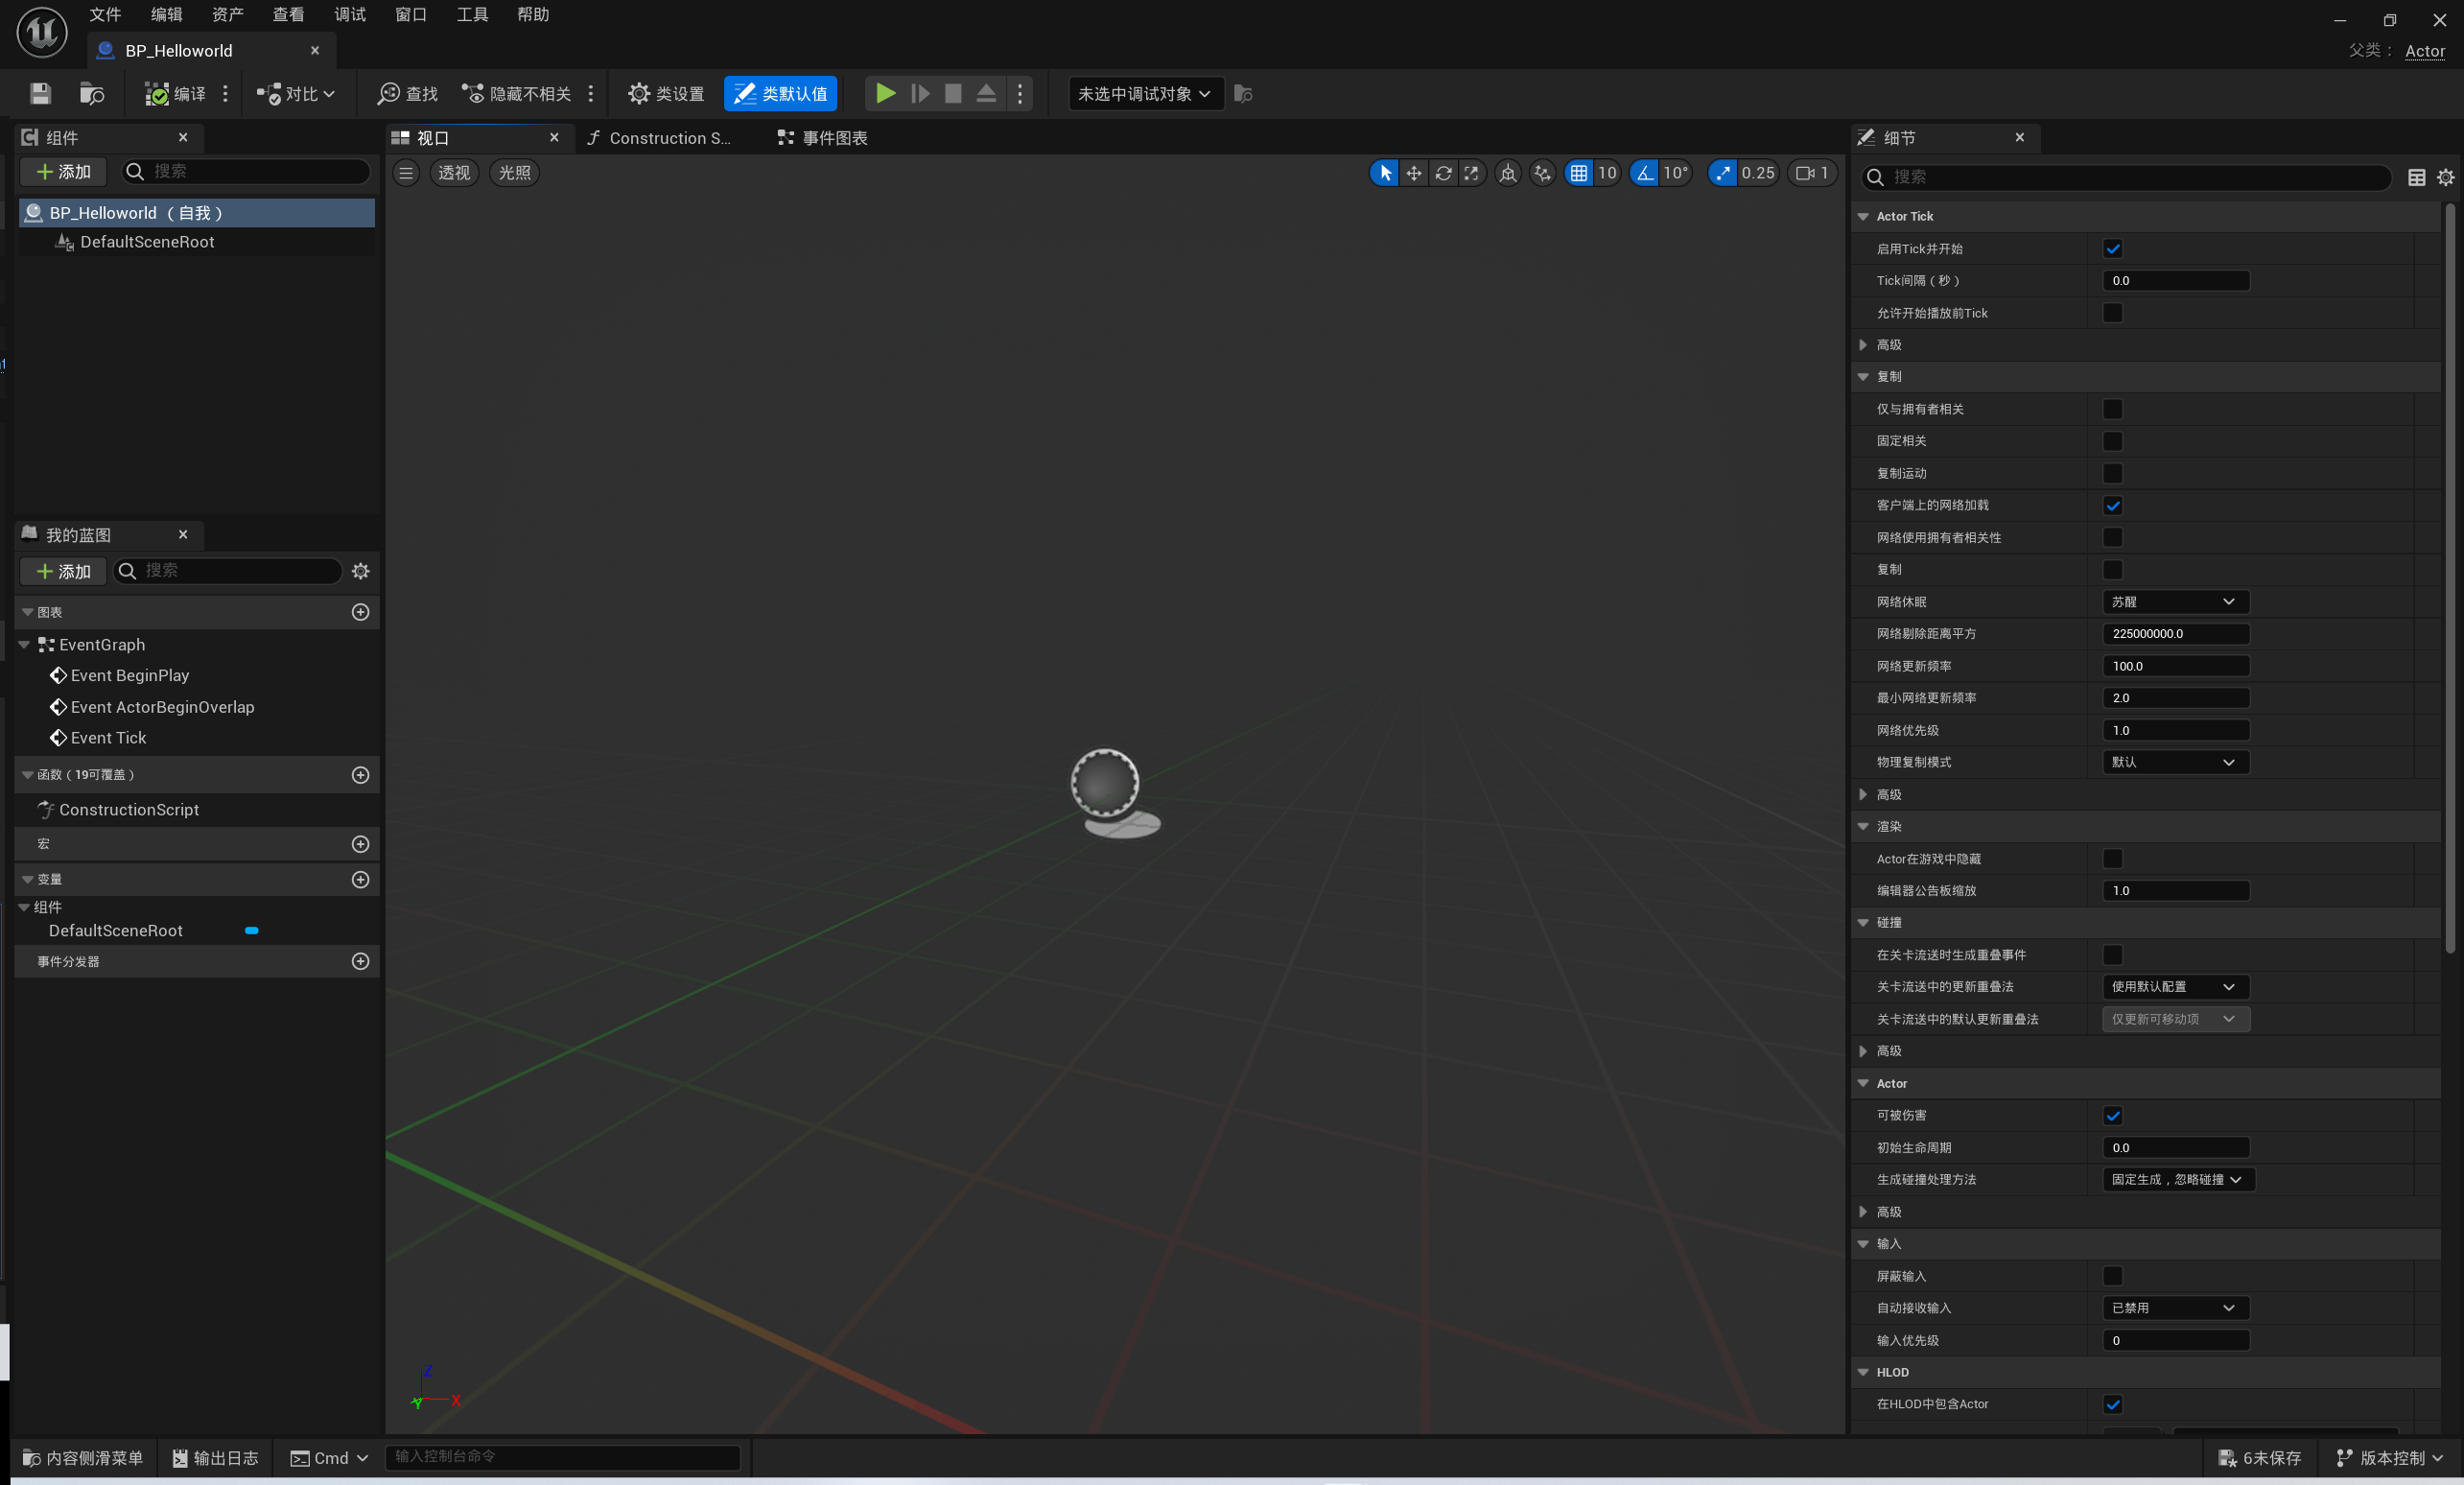 文件 编辑 资产 查看 调试 窗口 工具 帮助
BP_Helloworld
父类： Actor
编译
对比
查找
隐藏不相关
类设置
类默认值
未选中调试对象
组件
添加
搜索
BP_Helloworld （自我）
DefaultSceneRoot
我的蓝图
添加
搜索
图表
EventGraph
Event BeginPlay
Event ActorBeginOverlap
Event Tick
函数（19可覆盖）
ConstructionScript
宏
变量
组件
DefaultSceneRoot
事件分发器
视口
Construction S...
事件图表
透视
光照
10
10°
0.25
1
Z
Y
X
细节
搜索
Actor Tick
启用Tick并开始
Tick间隔（秒） 0.0
允许开始播放前Tick
高级
复制
仅与拥有者相关
固定相关
复制运动
客户端上的网络加载
网络使用拥有者相关性
复制
网络休眠 苏醒
网络剔除距离平方 225000000.0
网络更新频率 100.0
最小网络更新频率 2.0
网络优先级 1.0
物理复制模式 默认
高级
渲染
Actor在游戏中隐藏
编辑器公告板缩放 1.0
碰撞
在关卡流送时生成重叠事件
关卡流送中的更新重叠法 使用默认配置
关卡流送中的默认更新重叠法 仅更新可移动项
高级
Actor
可被伤害
初始生命周期 0.0
生成碰撞处理方法 固定生成，忽略碰撞
高级
输入
屏蔽输入
自动接收输入 已禁用
输入优先级 0
HLOD
在HLOD中包含Actor
内容侧滑菜单
输出日志
Cmd
输入控制台命令
6未保存
版本控制